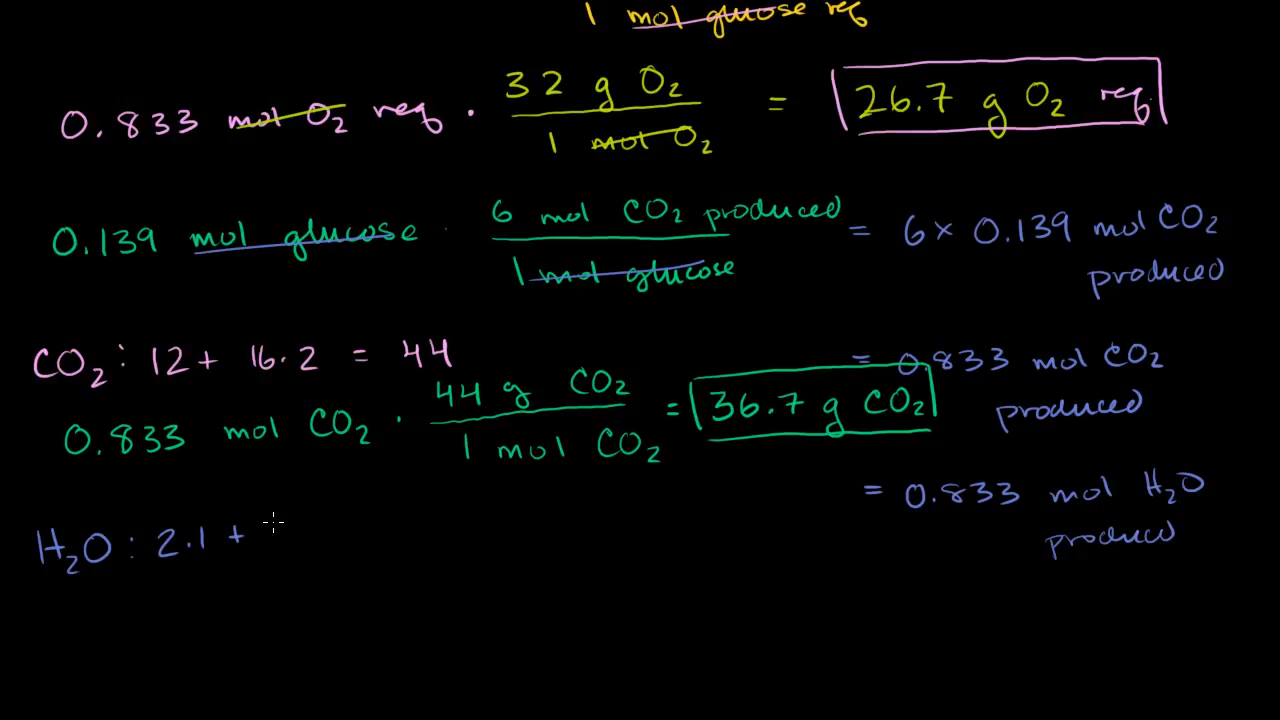 1 mol glucose req
0.833 mol O₂ req · 32 g O₂ / 1 mol O₂ = 26.7 g O₂ req
0.139 mol glucose · 6 mol CO₂ produced / 1 mol glucose = 6 × 0.139 mol CO₂ produced
CO₂ : 12 + 16·2 = 44
= 0.833 mol CO₂ produced
0.833 mol CO₂ · 44 g CO₂ / 1 mol CO₂ = 36.7 g CO₂
= 0.833 mol H₂O
H₂O : 2·1 +